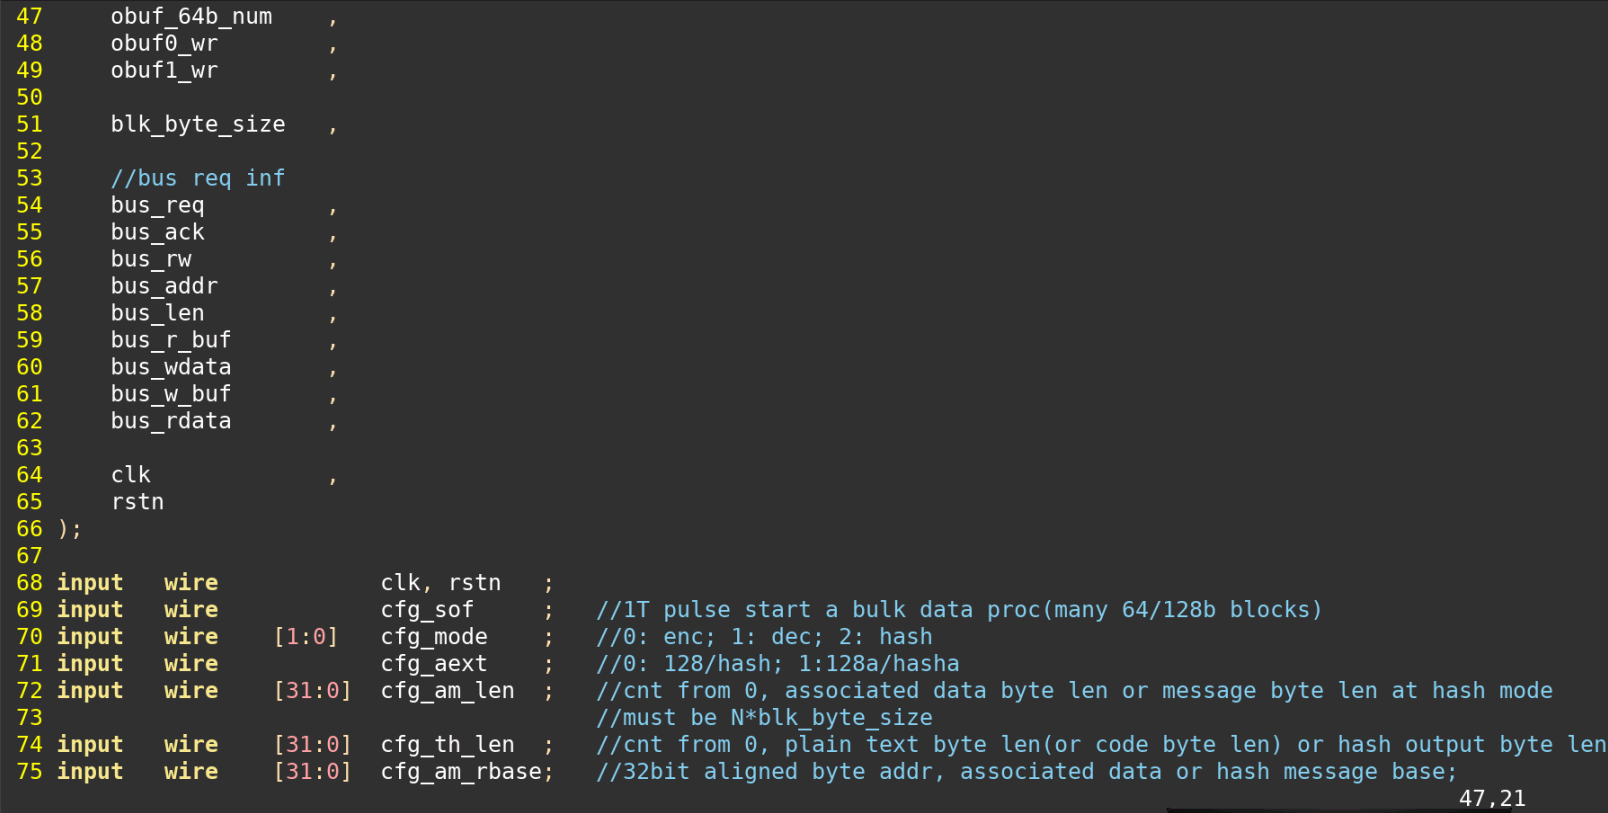 47     obuf_64b_num    ,
48     obuf0_wr        ,
49     obuf1_wr        ,
50
51     blk_byte_size   ,
52
53     //bus req inf
54     bus_req         ,
55     bus_ack         ,
56     bus_rw          ,
57     bus_addr        ,
58     bus_len         ,
59     bus_r_buf       ,
60     bus_wdata       ,
61     bus_w_buf       ,
62     bus_rdata       ,
63
64     clk             ,
65     rstn
66 );
67
68 input   wire            clk, rstn   ;
69 input   wire            cfg_sof     ;   //1T pulse start a bulk data proc(many 64/128b blocks)
70 input   wire    [1:0]   cfg_mode    ;   //0: enc; 1: dec; 2: hash
71 input   wire            cfg_aext    ;   //0: 128/hash; 1:128a/hasha
72 input   wire    [31:0]  cfg_am_len  ;   //cnt from 0, associated data byte len or message byte len at hash mode
73                                         //must be N*blk_byte_size
74 input   wire    [31:0]  cfg_th_len  ;   //cnt from 0, plain text byte len(or code byte len) or hash output byte len
75 input   wire    [31:0]  cfg_am_rbase;   //32bit aligned byte addr, associated data or hash message base;
47,21